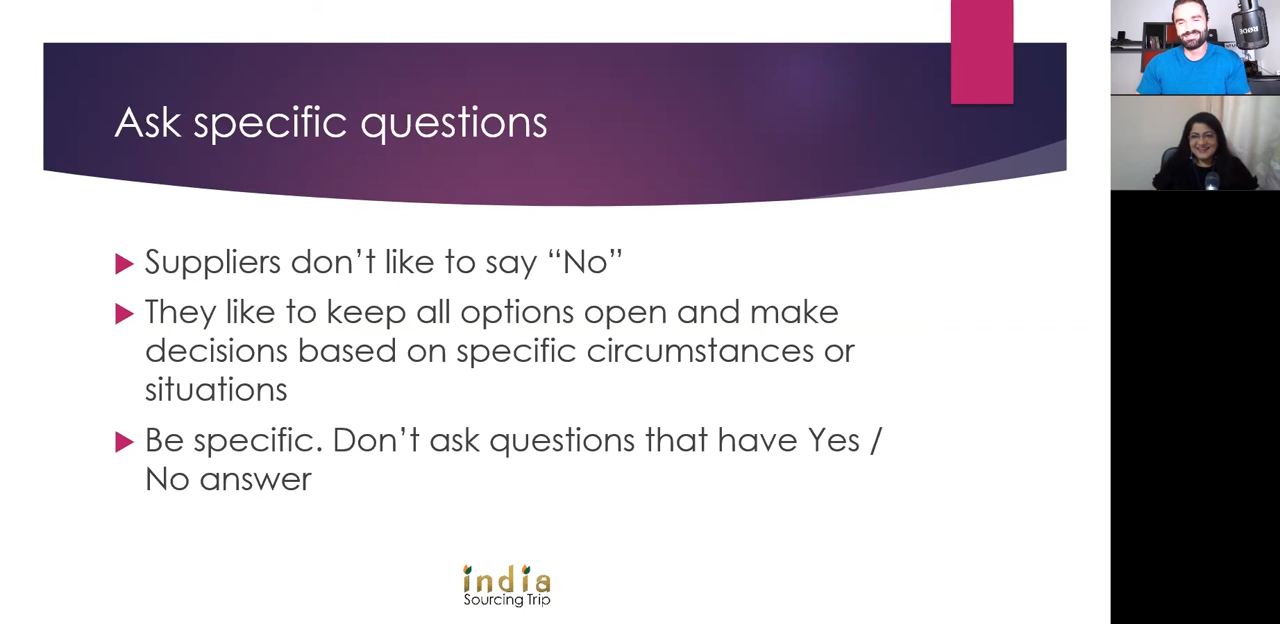 Ask specific questions
Suppliers don’t like to say “No”
They like to keep all options open and make
decisions based on specific circumstances or
situations
Be specific. Don’t ask questions that have Yes /
No answer
india
Sourcing Trip
RØDE